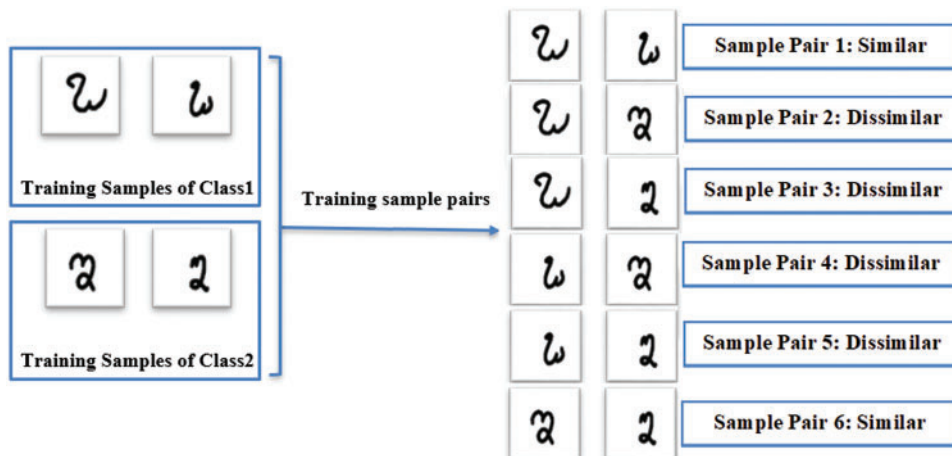 Training Samples of Class1
Training Samples of Class2
Training sample pairs
Sample Pair 1: Similar
Sample Pair 2: Dissimilar
Sample Pair 3: Dissimilar
Sample Pair 4: Dissimilar
Sample Pair 5: Dissimilar
Sample Pair 6: Similar